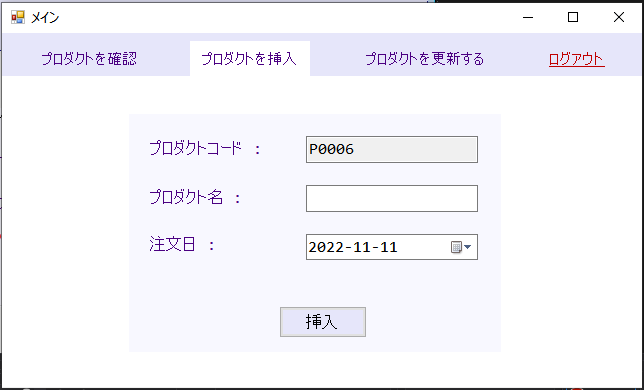 メイン
プロダクトを確認 プロダクトを挿入 プロダクトを更新する ログアウト
プロダクトコード : P0006
プロダクト名 :
注文日 : 2022-11-11
挿入